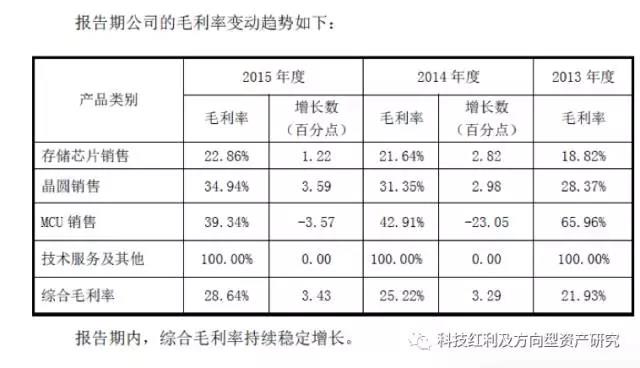 报告期公司的毛利率变动趋势如下：
产品类别 2015 年度 2014 年度 2013 年度
毛利率 增长数（百分点） 毛利率 增长数（百分点） 毛利率
存储芯片销售 22.86% 1.22 21.64% 2.82 18.82%
晶圆销售 34.94% 3.59 31.35% 2.98 28.37%
MCU 销售 39.34% -3.57 42.91% -23.05 65.96%
技术服务及其他 100.00% 0.00 100.00% 0.00 100.00%
综合毛利率 28.64% 3.43 25.22% 3.29 21.93%
报告期内，综合毛利率持续稳定增长。
科技红利及方向型资产研究